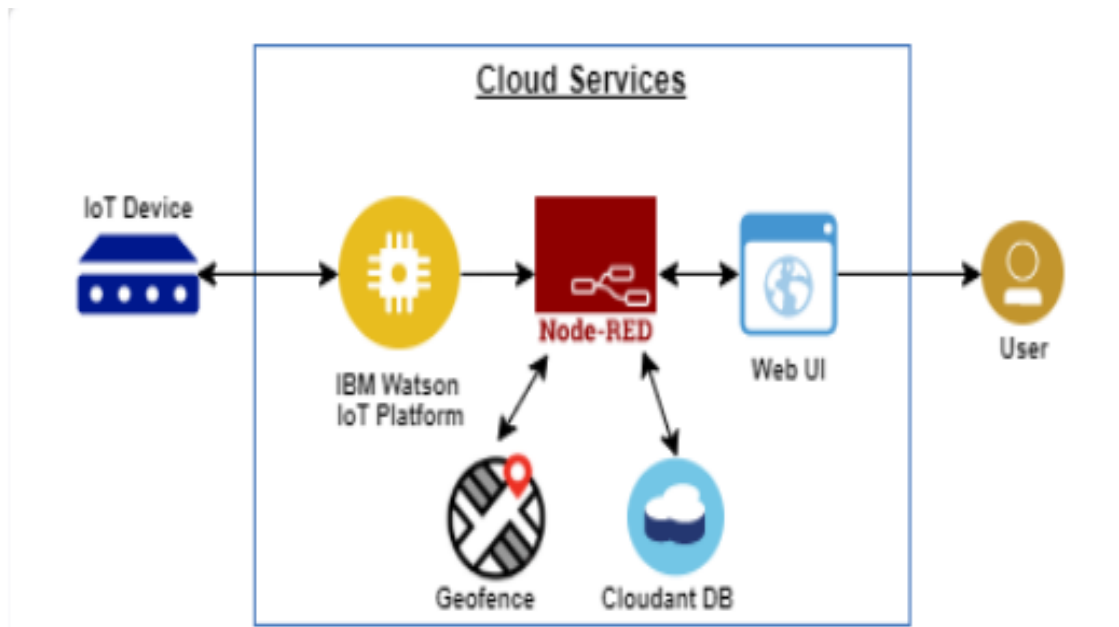 Cloud Services
IoT Device
Node-RED
IBM Watson
IoT Platform
Web UI
User
Geofence
Cloudant DB